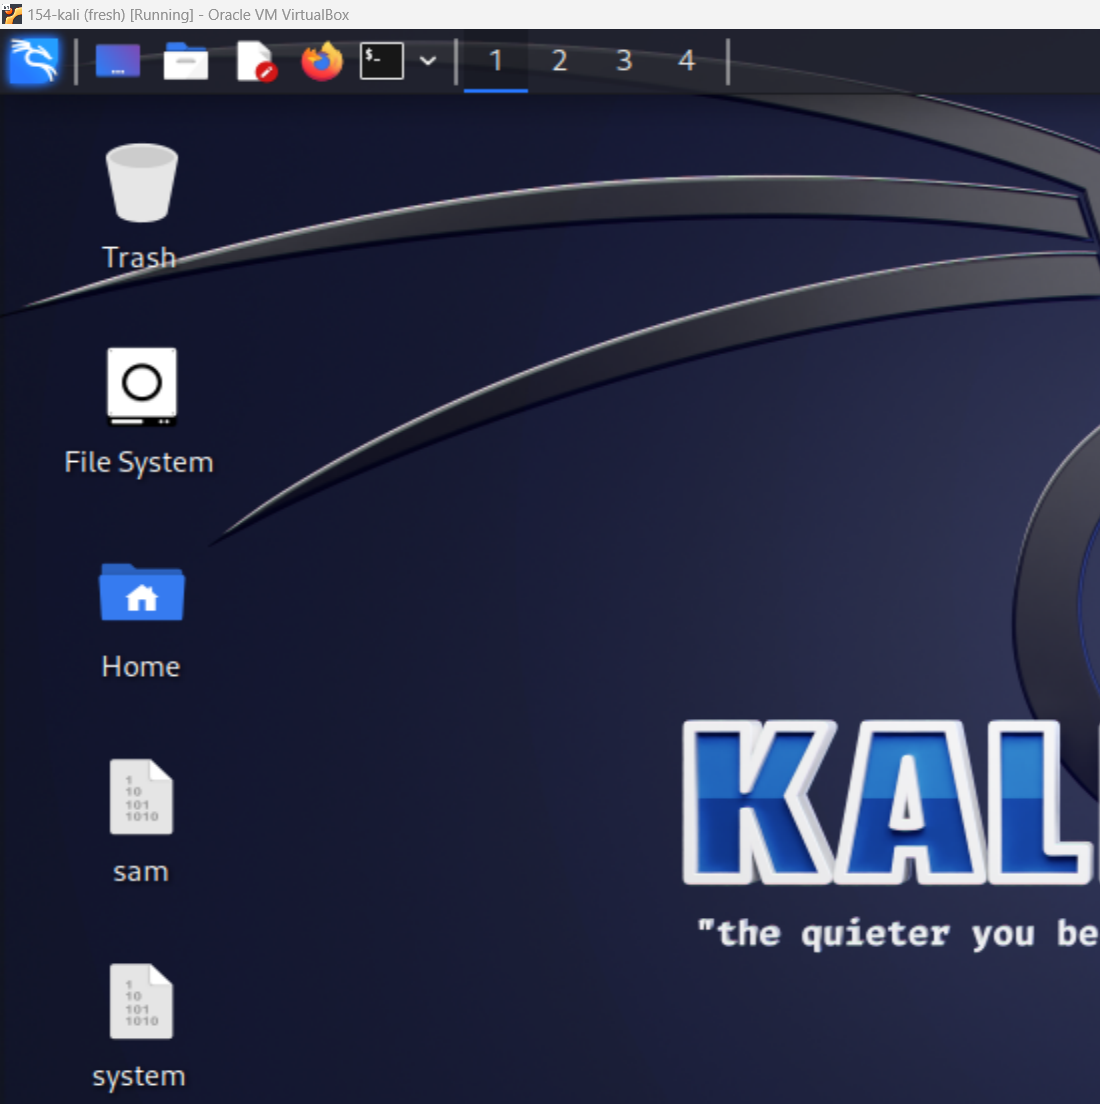 154-kali (fresh) [Running] - Oracle VM VirtualBox
$- 1 2 3 4
Trash
File System
Home
1
10
101
1010
sam
KAL
"the quieter you be
1
10
101
1010
system